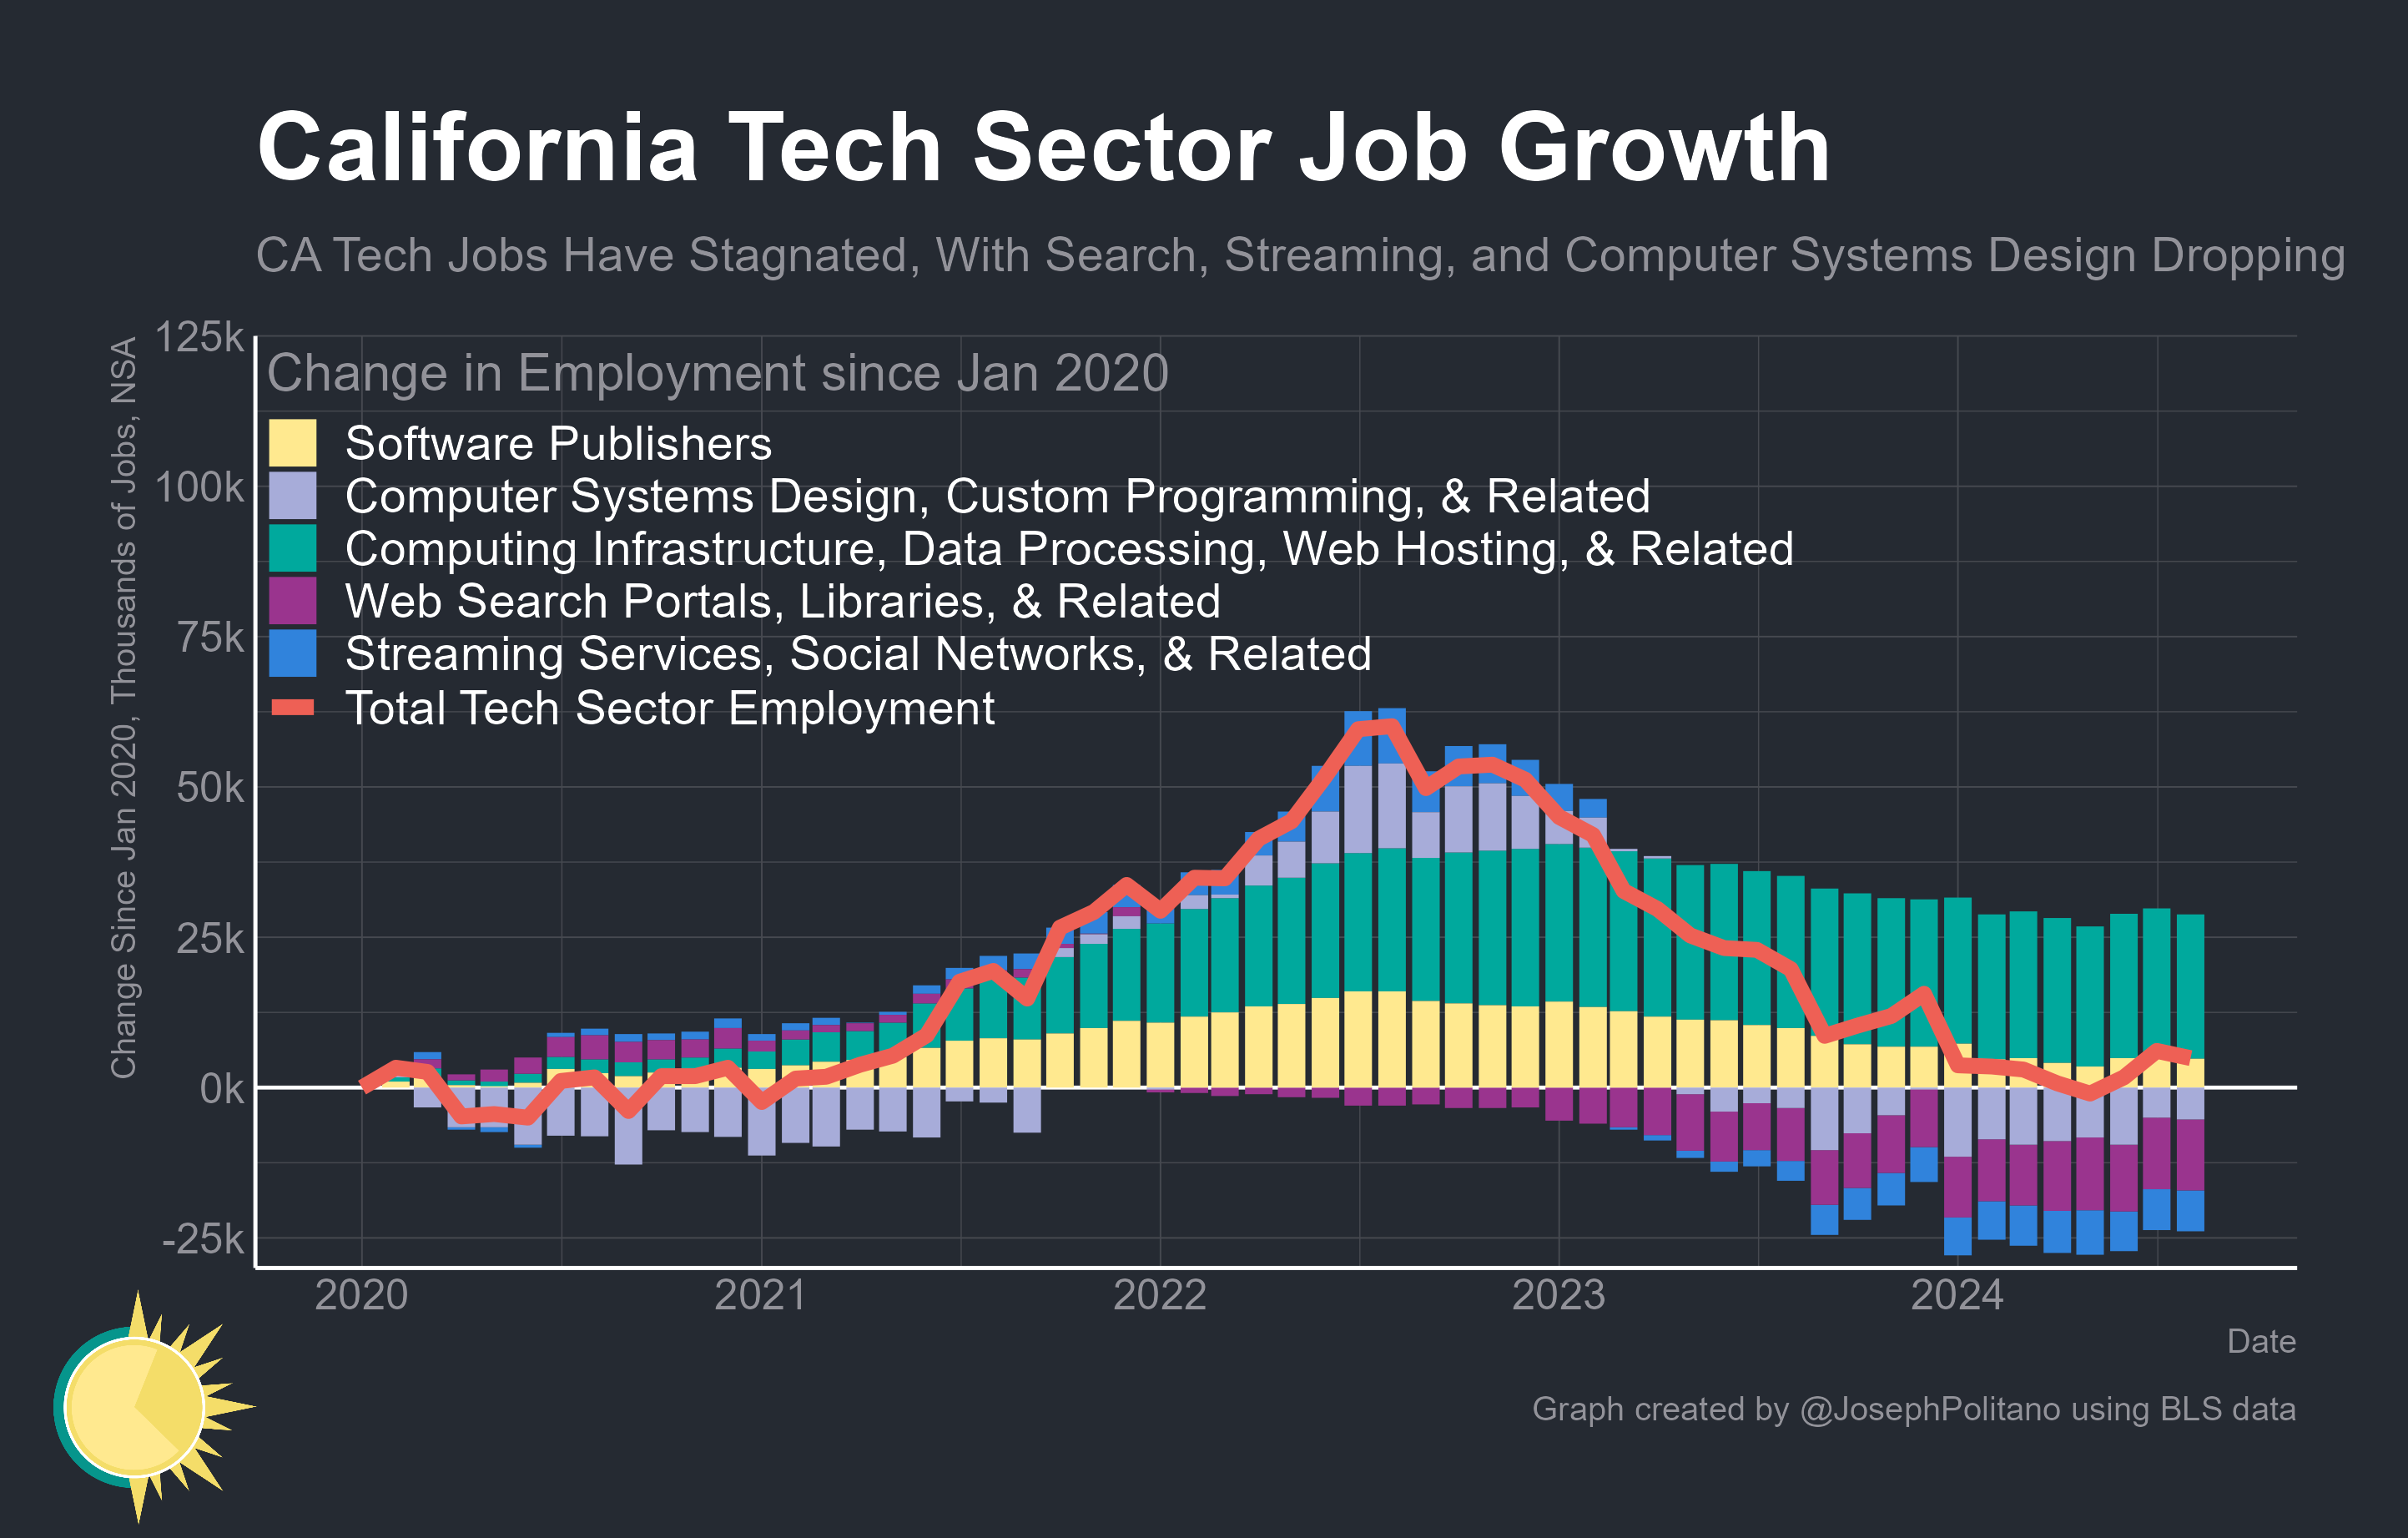 California Tech Sector Job Growth
CA Tech Jobs Have Stagnated, With Search, Streaming, and Computer Systems Design Dropping
Change Since Jan 2020, Thousands of Jobs, NSA
125k
100k
75k
50k
25k
0k
-25k
Change in Employment since Jan 2020
Software Publishers
Computer Systems Design, Custom Programming, & Related
Computing Infrastructure, Data Processing, Web Hosting, & Related
Web Search Portals, Libraries, & Related
Streaming Services, Social Networks, & Related
Total Tech Sector Employment
2020 2021 2022 2023 2024
Date
Graph created by @JosephPolitano using BLS data